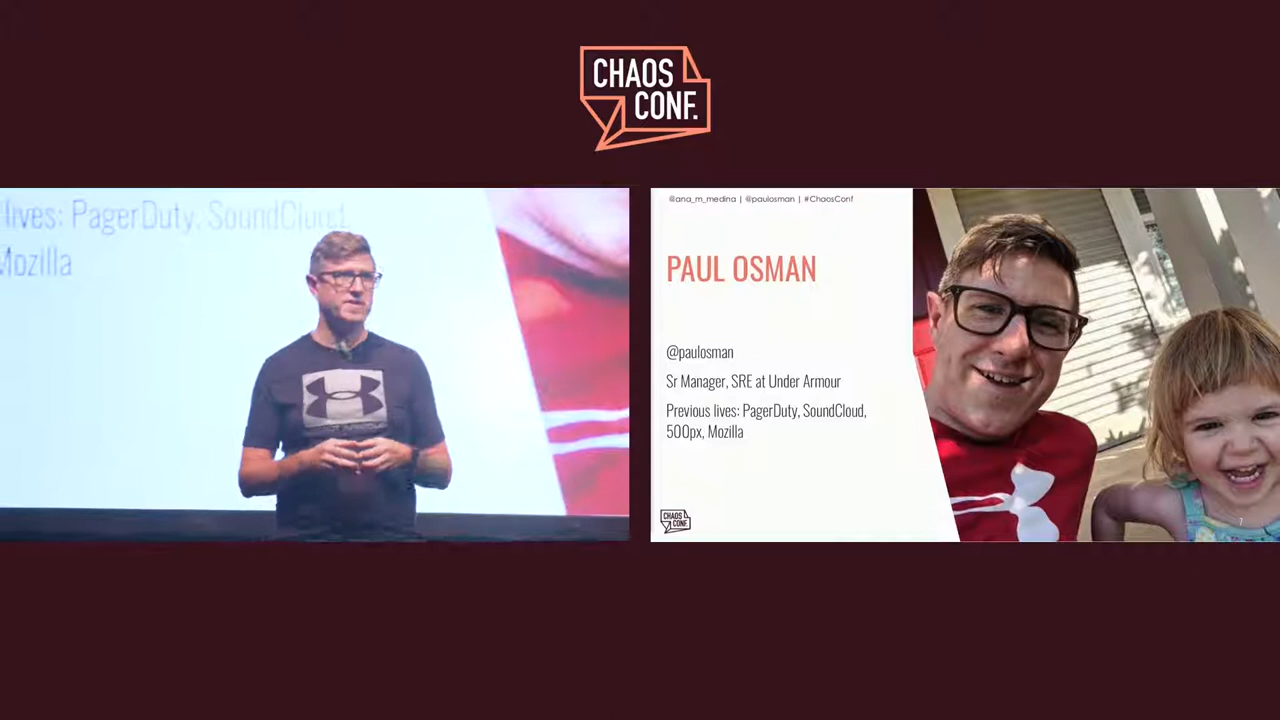 CHAOS
CONF.
lives: PagerDuty, SoundCloud,
Mozilla
@ana_m_medina | @paulosman | #ChaosConf
PAUL OSMAN
@paulosman
Sr Manager, SRE at Under Armour
Previous lives: PagerDuty, SoundCloud,
500px, Mozilla
CHAOS
CONF.
7